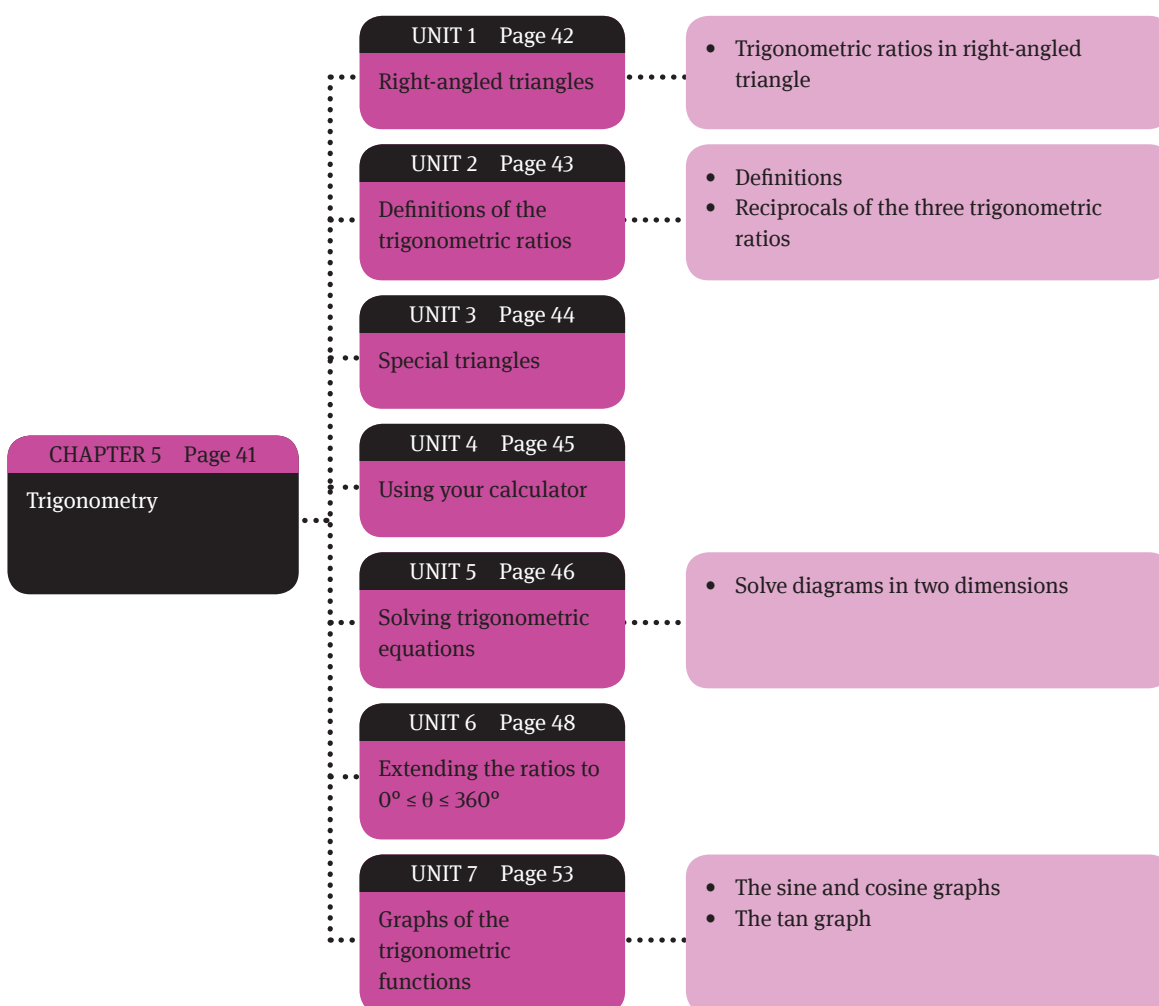 CHAPTER 5 Page 41
Trigonometry
UNIT 1 Page 42
Right-angled triangles
• Trigonometric ratios in right-angled
triangle
UNIT 2 Page 43
Definitions of the
trigonometric ratios
• Definitions
• Reciprocals of the three trigonometric
ratios
UNIT 3 Page 44
Special triangles
UNIT 4 Page 45
Using your calculator
UNIT 5 Page 46
Solving trigonometric
equations
• Solve diagrams in two dimensions
UNIT 6 Page 48
Extending the ratios to
0º ≤ θ ≤ 360º
UNIT 7 Page 53
Graphs of the
trigonometric
functions
• The sine and cosine graphs
• The tan graph